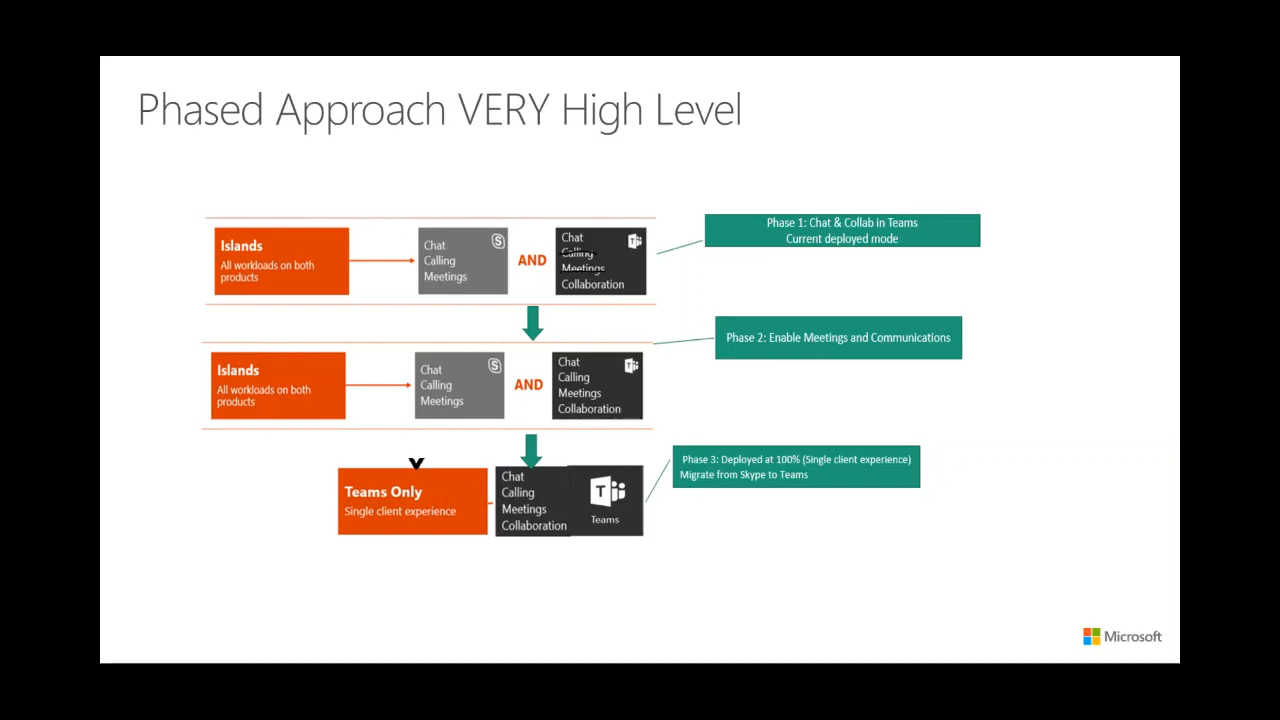 Phased Approach VERY High Level
Islands
All workloads on both
products
Chat
Calling
Meetings
AND
Chat
Calling
Meetings
Collaboration
Phase 1: Chat & Collab in Teams
Current deployed mode
Islands
All workloads on both
products
Chat
Calling
Meetings
AND
Chat
Calling
Meetings
Collaboration
Phase 2: Enable Meetings and Communications
Teams Only
Single client experience
Chat
Calling
Meetings
Collaboration
Teams
Phase 3: Deployed at 100% (Single client experience)
Migrate from Skype to Teams
Microsoft